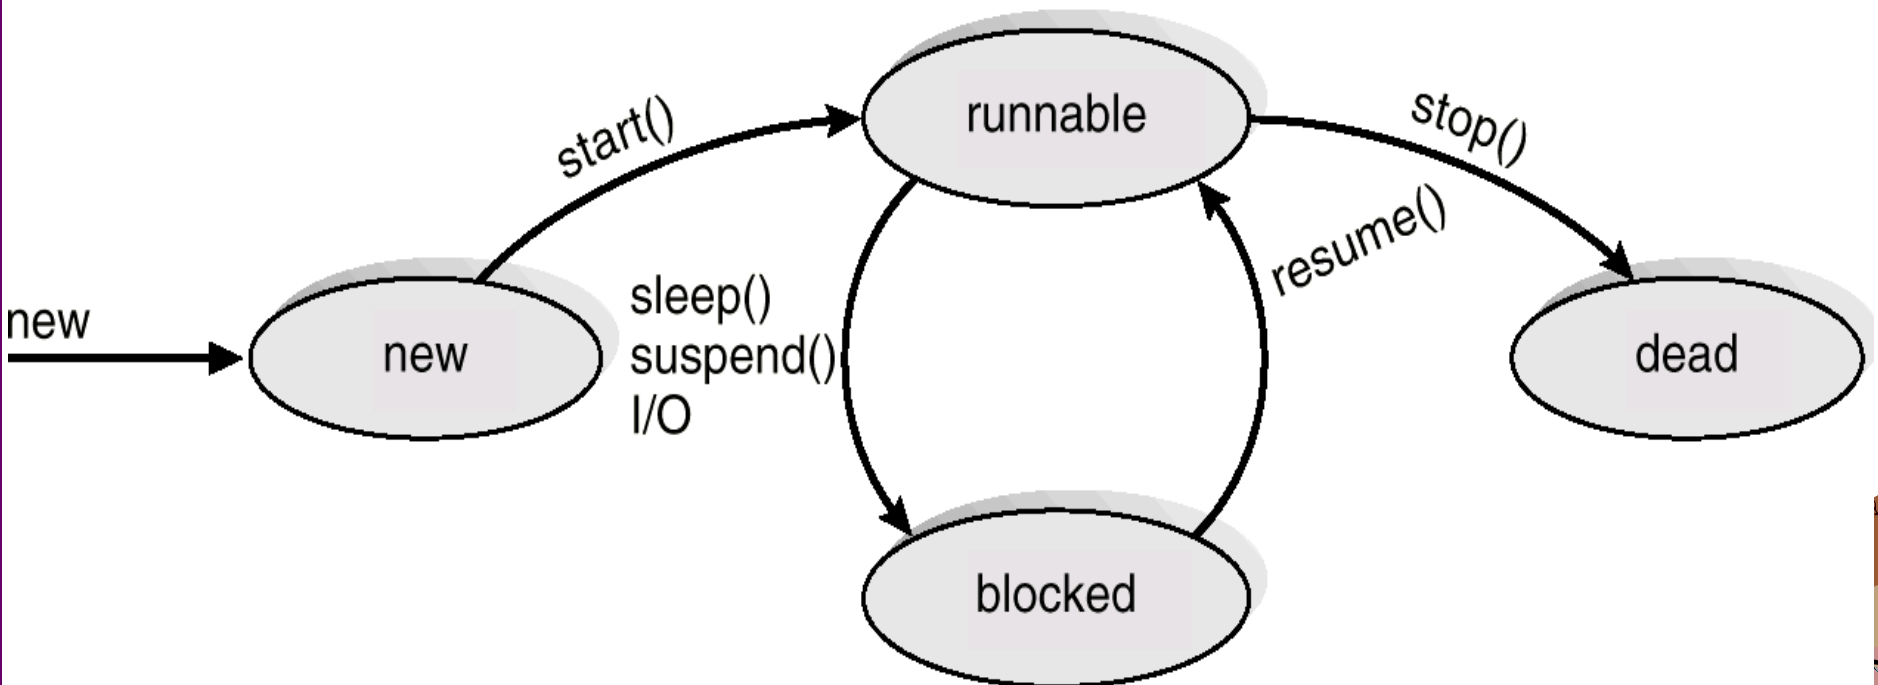 runnable
start()
stop()
resume()
new
new
sleep()
suspend()
I/O
dead
blocked